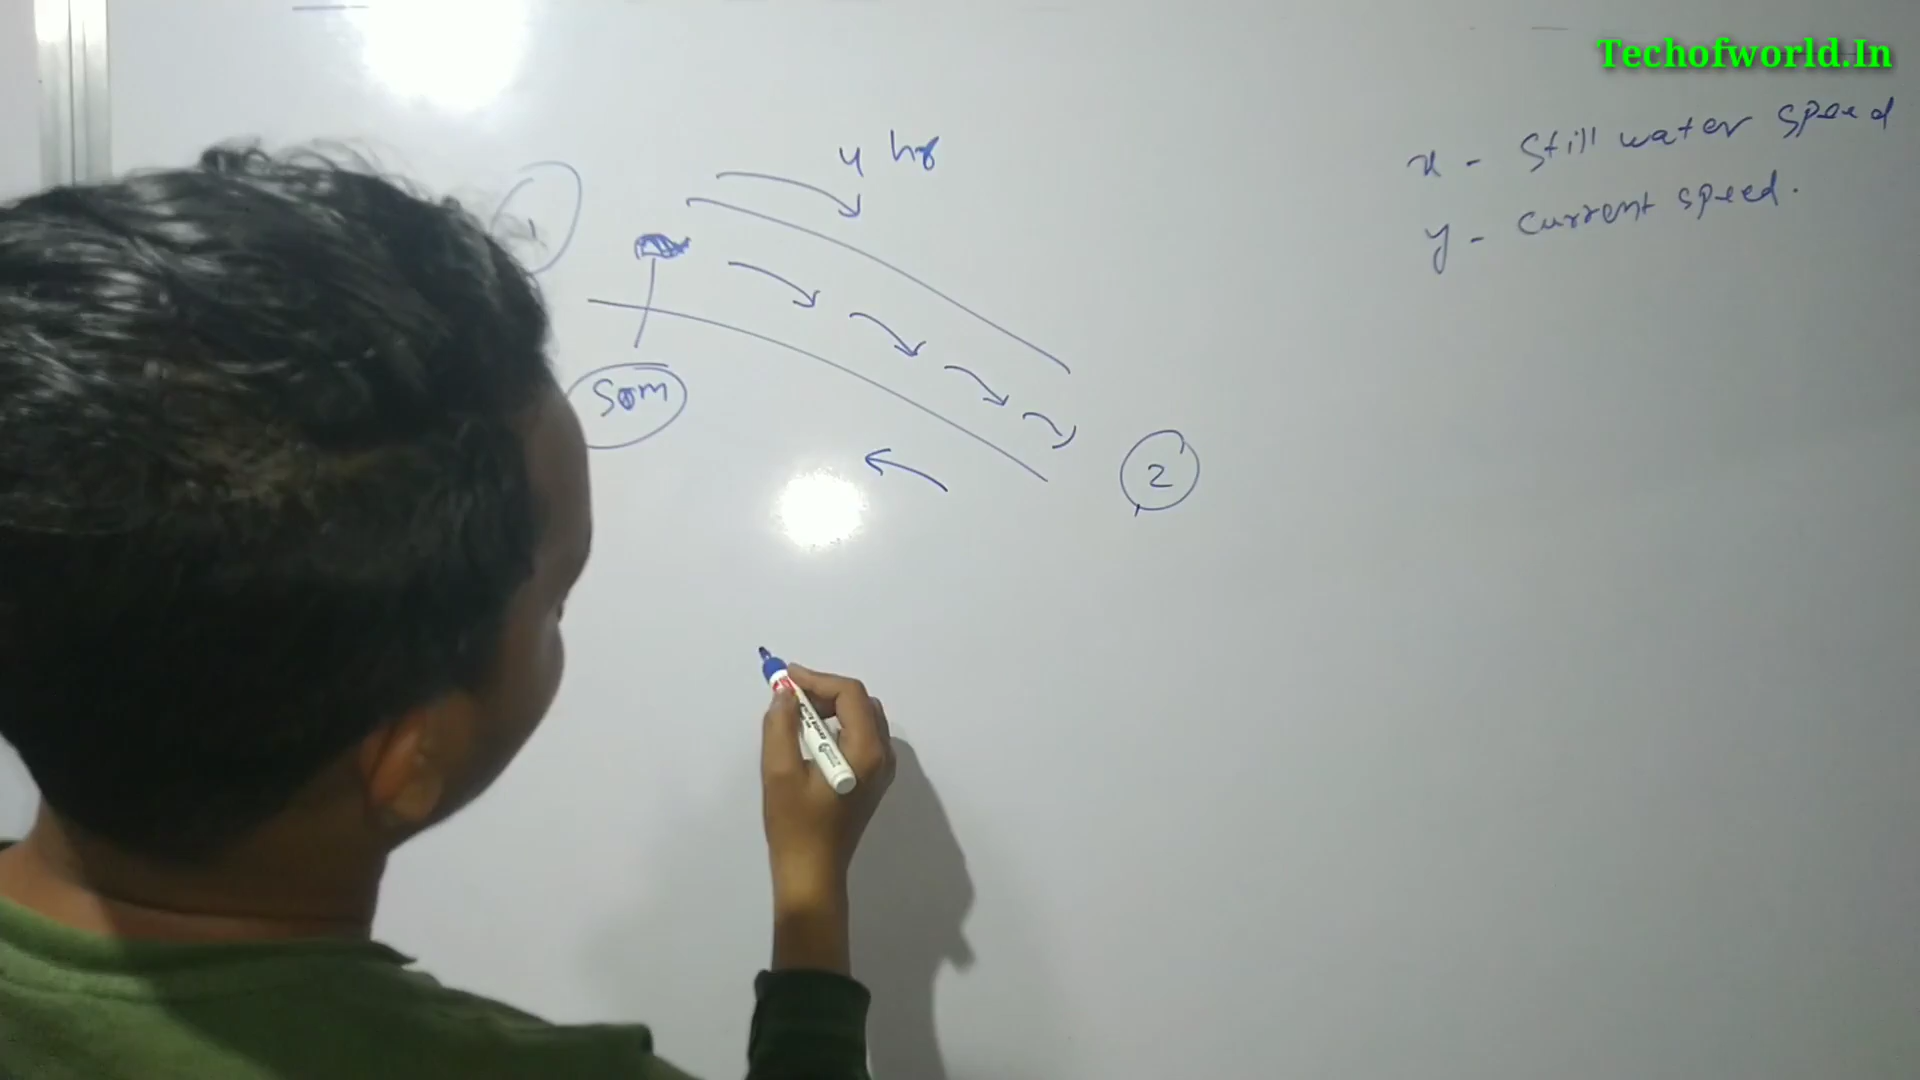 Techofworld.In
x - Still water speed
y - current speed.
4 hr
1
50m
2